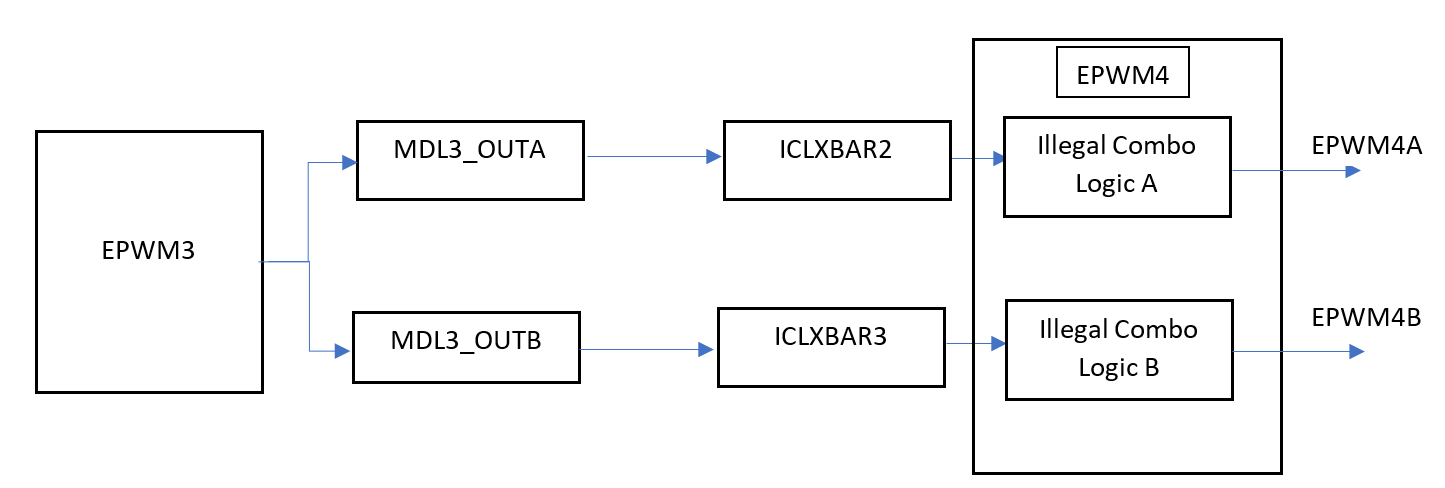 EPWM4
MDL3_OUTA
ICLXBAR2
Illegal Combo
Logic A
EPWM4A
EPWM3
MDL3_OUTB
ICLXBAR3
Illegal Combo
Logic B
EPWM4B